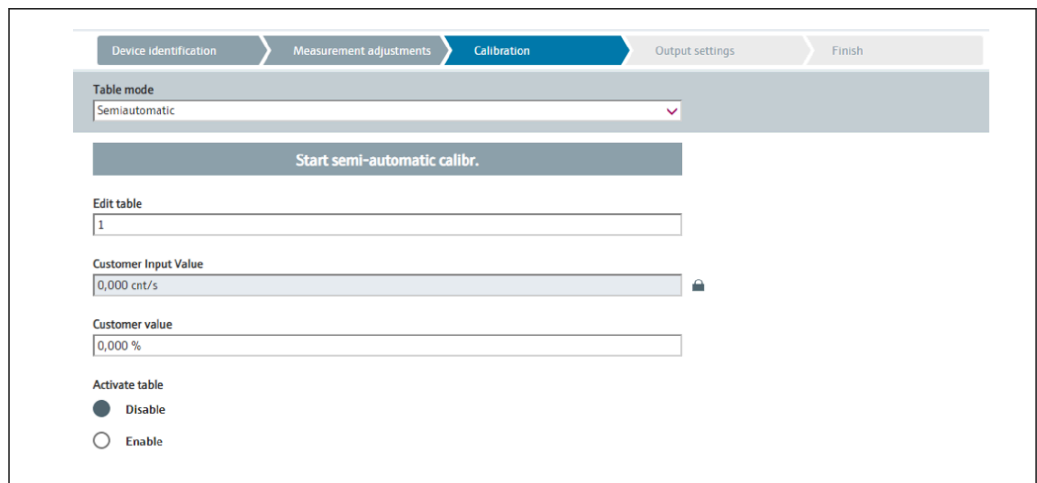 Device identification Measurement adjustments Calibration Output settings Finish
Table mode
Semiautomatic
Start semi-automatic calibr.
Edit table
1
Customer Input Value
0,000 cnt/s
Customer value
0,000 %
Activate table
Disable
Enable